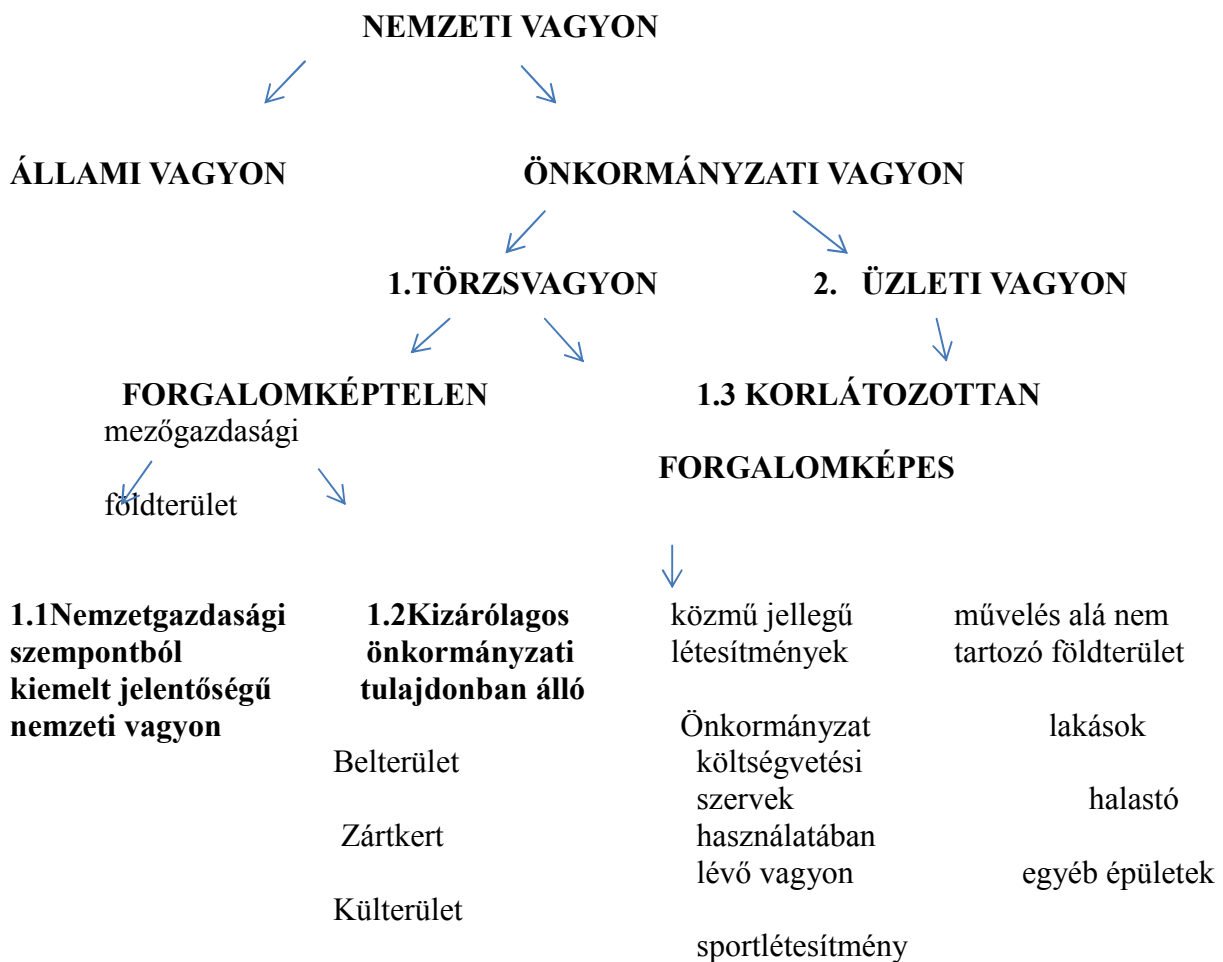 NEMZETI VAGYON
ÁLLAMI VAGYON ÖNKORMÁNYZATI VAGYON
1.TÖRZSVAGYON 2. ÜZLETI VAGYON
FORGALOMKÉPTELEN 1.3 KORLÁTOZOTTAN
mezőgazdasági
FORGALOMKÉPES
földterület
1.1Nemzetgazdasági 1.2Kizárólagos közmű jellegű művelés alá nem
szempontból önkormányzati létesítmények tartozó földterület
kiemelt jelentőségű tulajdonban álló
nemzeti vagyon Önkormányzat lakások
Belterület költségvetési
szervek halastó
Zártkert használatában
lévő vagyon egyéb épületek
Külterület
sportlétesítmény